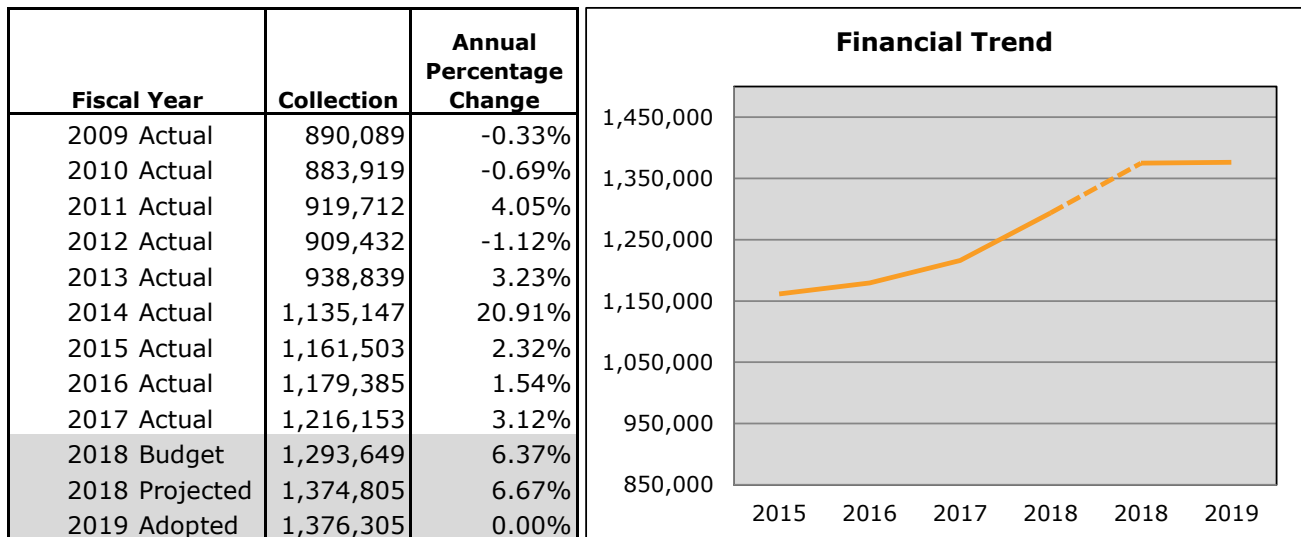 Annual
Percentage
Fiscal Year Collection Change
2009 Actual 890,089 -0.33%
2010 Actual 883,919 -0.69%
2011 Actual 919,712 4.05%
2012 Actual 909,432 -1.12%
2013 Actual 938,839 3.23%
2014 Actual 1,135,147 20.91%
2015 Actual 1,161,503 2.32%
2016 Actual 1,179,385 1.54%
2017 Actual 1,216,153 3.12%
2018 Budget 1,293,649 6.37%
2018 Projected 1,374,805 6.67%
2019 Adopted 1,376,305 0.00%
Financial Trend
1,450,000
1,350,000
1,250,000
1,150,000
1,050,000
950,000
850,000
2015 2016 2017 2018 2018 2019